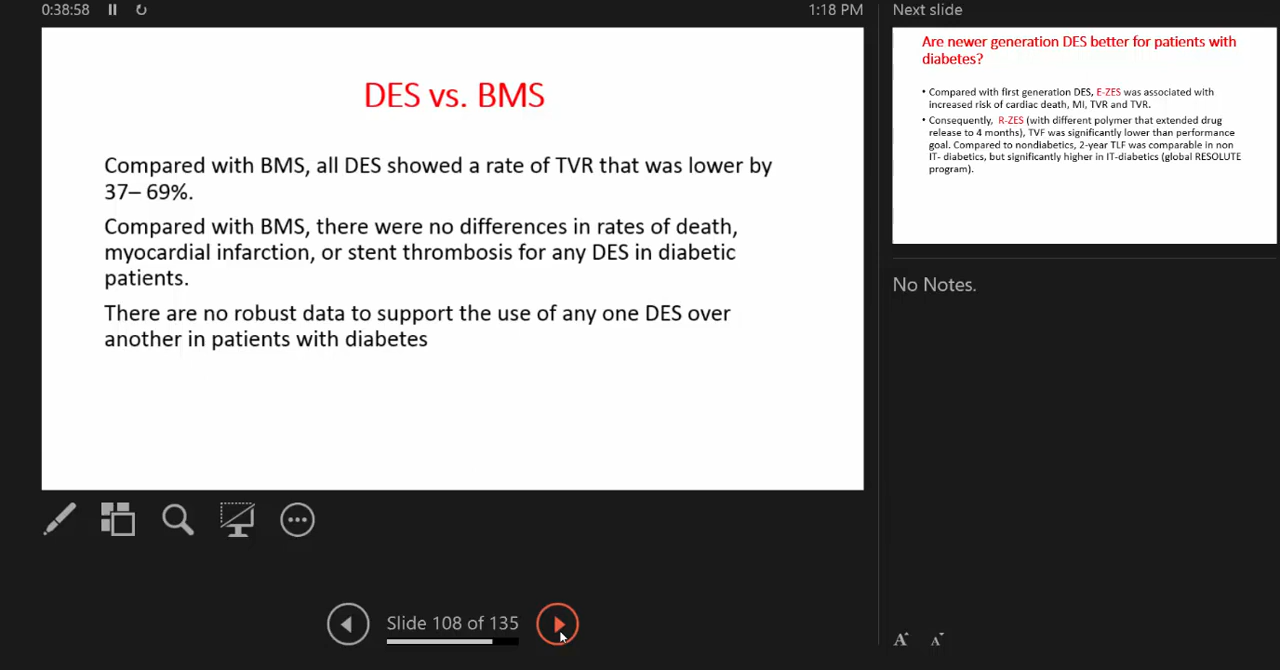 0:38:58
1:18 PM
Next slide
DES vs. BMS
Compared with BMS, all DES showed a rate of TVR that was lower by
37– 69%.
Compared with BMS, there were no differences in rates of death,
myocardial infarction, or stent thrombosis for any DES in diabetic
patients.
There are no robust data to support the use of any one DES over
another in patients with diabetes
Are newer generation DES better for patients with
diabetes?
• Compared with first generation DES, E-ZES was associated with
increased risk of cardiac death, MI, TVR and TVR.
• Consequently, R-ZES (with different polymer that extended drug
release to 4 months), TVF was significantly lower than performance
goal. Compared to nondiabetics, 2-year TLF was comparable in non
IT- diabetics, but significantly higher in IT-diabetics (global RESOLUTE
program).
No Notes.
Slide 108 of 135
A A